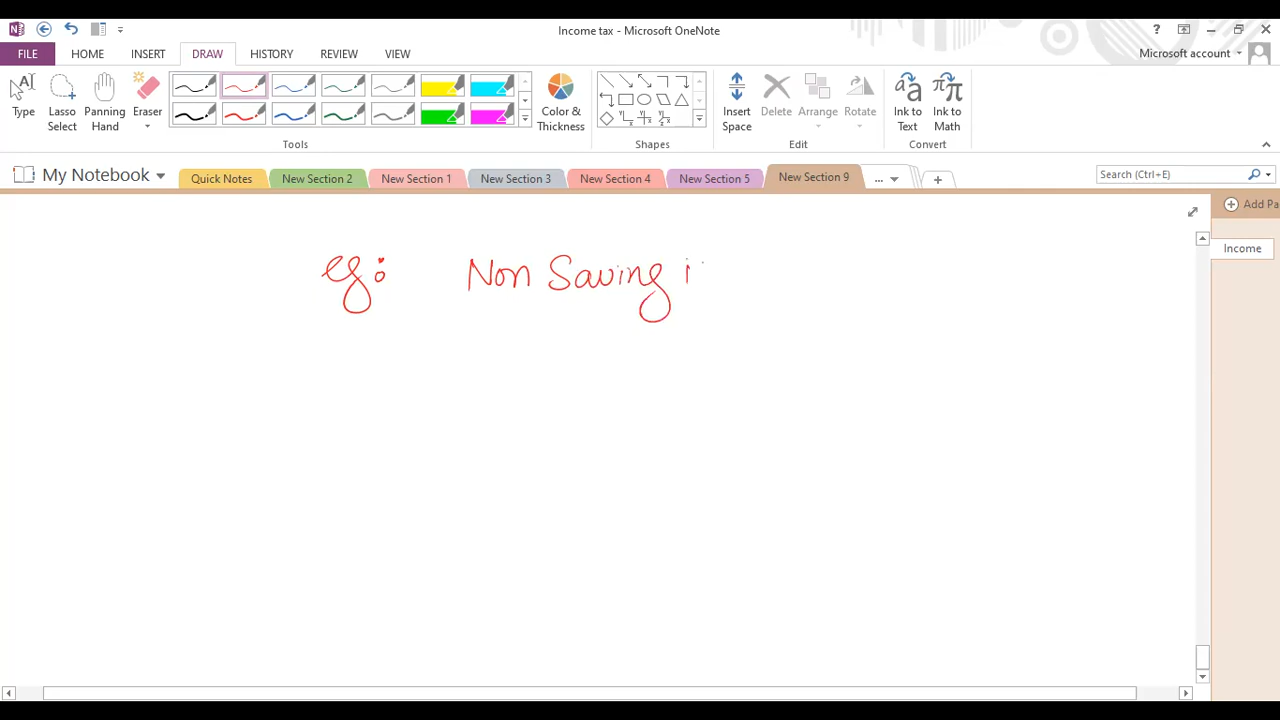 Income tax - Microsoft OneNote
?
FILE HOME INSERT DRAW HISTORY REVIEW VIEW
Microsoft account
Type
Lasso Select
Panning Hand
Eraser
Color & Thickness
Insert Space
Delete
Arrange
Rotate
Ink to Text
Ink to Math
Tools Shapes Edit Convert
My Notebook Quick Notes New Section 2 New Section 1 New Section 3 New Section 4 New Section 5 New Section 9 ... Search (Ctrl+E)
Add Pa
Income
eg: Non Saving i